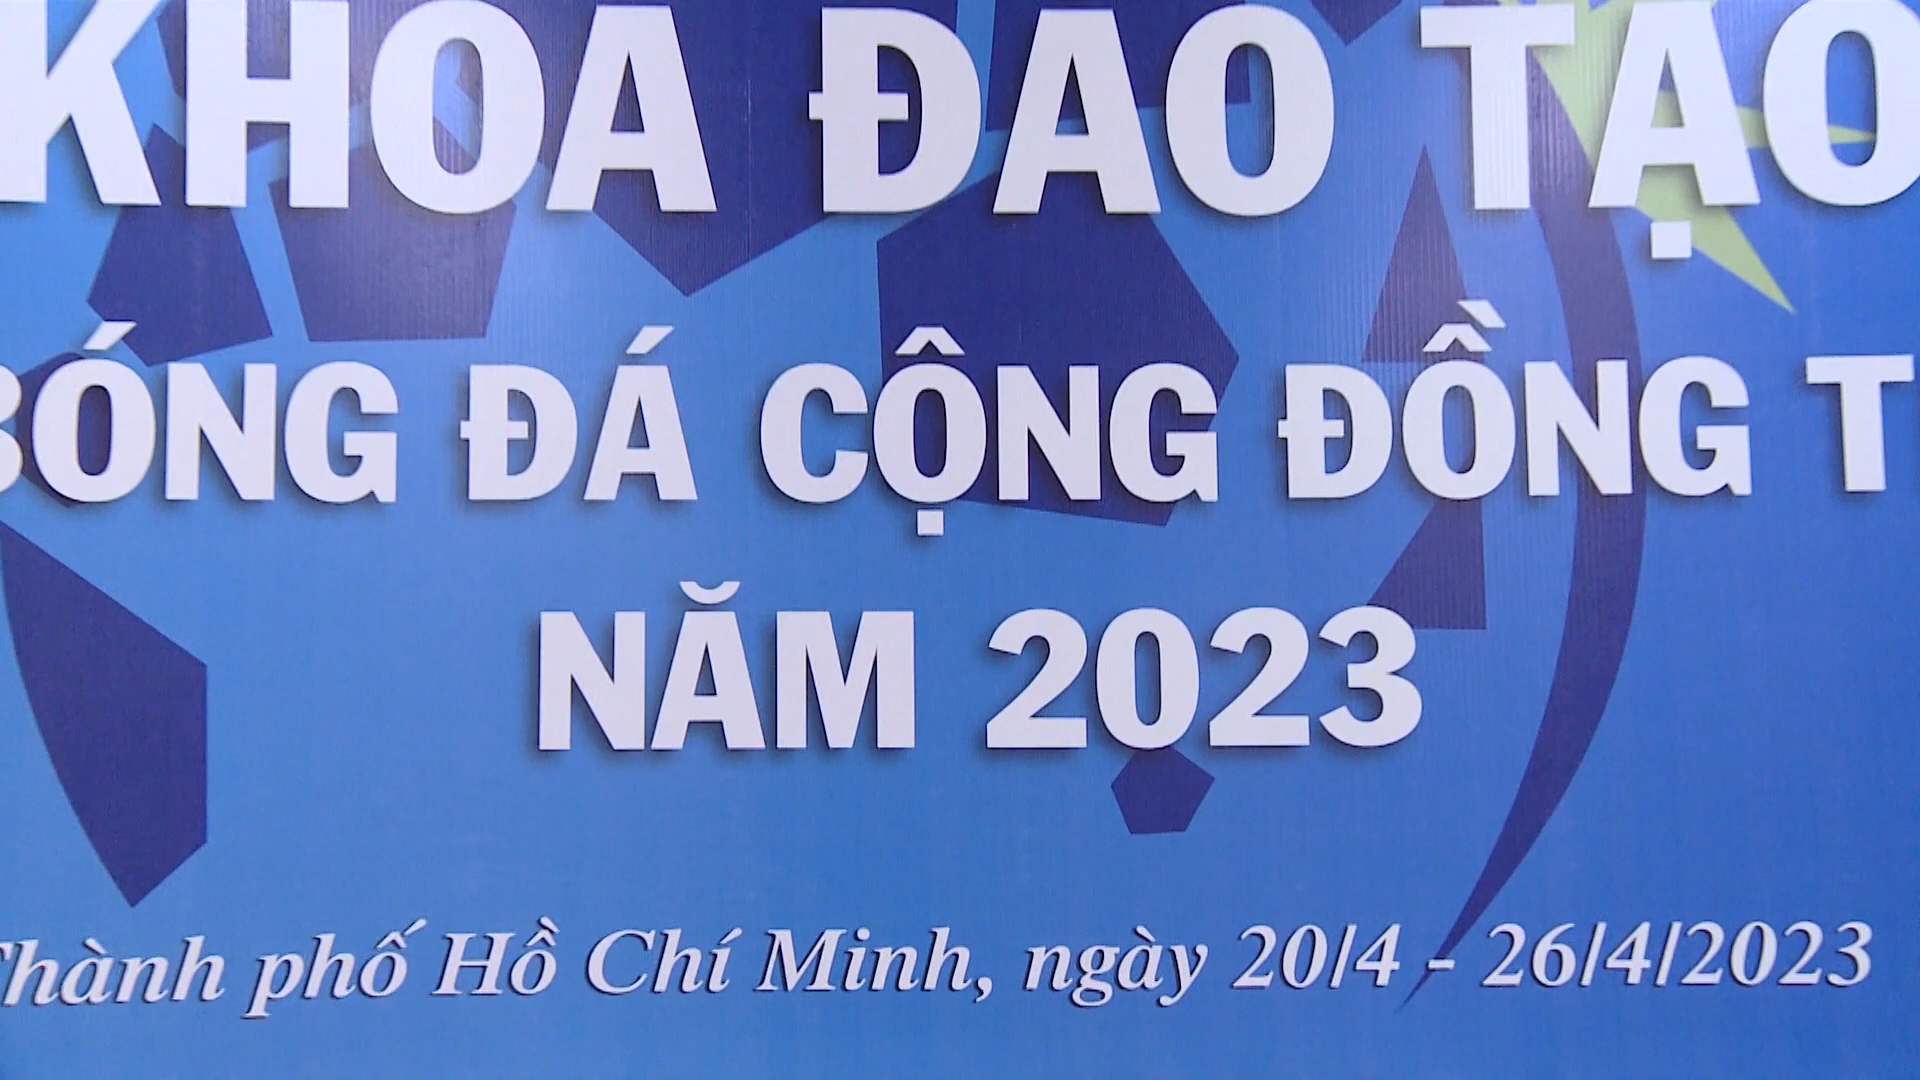 KHOA ĐAO TẠO
BÓNG ĐÁ CỘNG ĐỒNG T
NĂM 2023
Thành phố Hồ Chí Minh, ngày 20/4 - 26/4/2023